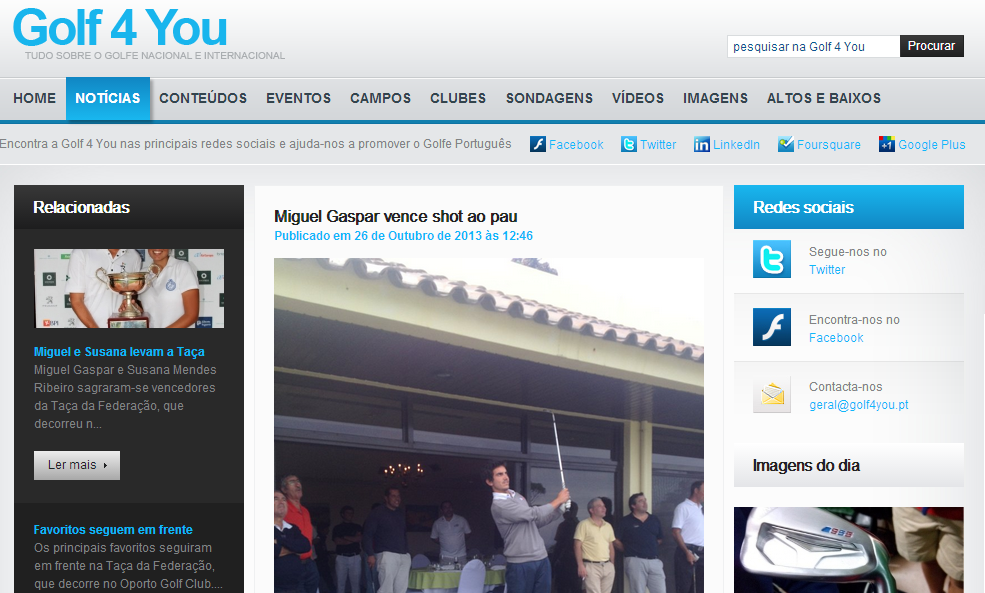 Golf 4 You
TUDO SOBRE O GOLFE NACIONAL E INTERNACIONAL
pesquisar na Golf 4 You
Procurar
HOME NOTÍCIAS CONTEÚDOS EVENTOS CAMPOS CLUBES SONDAGENS VÍDEOS IMAGENS ALTOS E BAIXOS
Encontra a Golf 4 You nas principais redes sociais e ajuda-nos a promover o Golfe Português
Facebook Twitter LinkedIn Foursquare +1 Google Plus
Relacionadas
Miguel e Susana levam a Taça
Miguel Gaspar e Susana Mendes
Ribeiro sagraram-se vencedores
da Taça da Federação, que
decorreu n...
Ler mais
Favoritos seguem em frente
Os principais favoritos seguiram
em frente na Taça da Federação,
que decorre no Oporto Golf Club....
Miguel Gaspar vence shot ao pau
Publicado em 26 de Outubro de 2013 às 12:46
Redes sociais
Segue-nos no
Twitter
Encontra-nos no
Facebook
Contacta-nos
geral@golf4you.pt
Imagens do dia